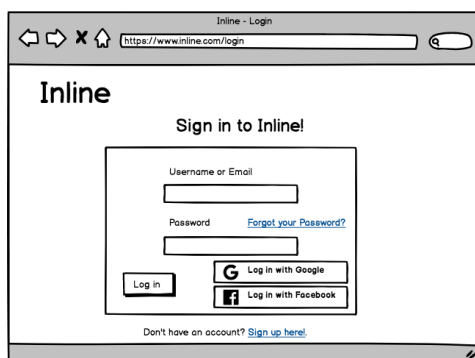 Inline - Login
https://www.inline.com/login
Inline
Sign in to Inline!
Username or Email
Password Forgot your Password?
Log in with Google
Log in
Log in with Facebook
Don't have an account? Sign up here!.